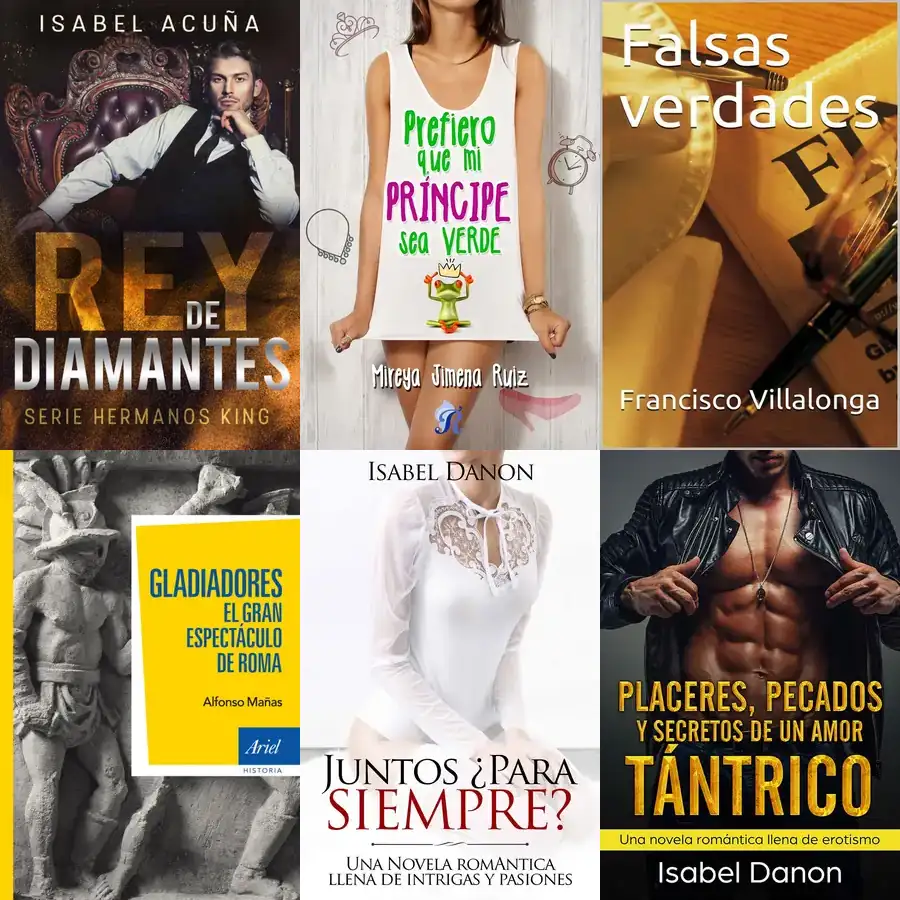 ISABEL ACUÑA
REY
DE
DIAMANTES
SERIE HERMANOS KING
Prefiero
que mi
PRÍNCIPE
sea VERDE
Mireya Jimena Ruiz
Falsas
verdades
Francisco Villalonga
GLADIADORES
EL GRAN
ESPECTÁCULO
DE ROMA
Alfonso Mañas
Ariel
HISTORIA
ISABEL DANON
JUNTOS ¿PARA
SIEMPRE?
UNA NOVELA ROMANTICA
LLENA DE INTRIGAS Y PASIONES
PLACERES, PECADOS
Y SECRETOS DE UN AMOR
TÁNTRICO
Una novela romántica llena de erotismo
Isabel Danon